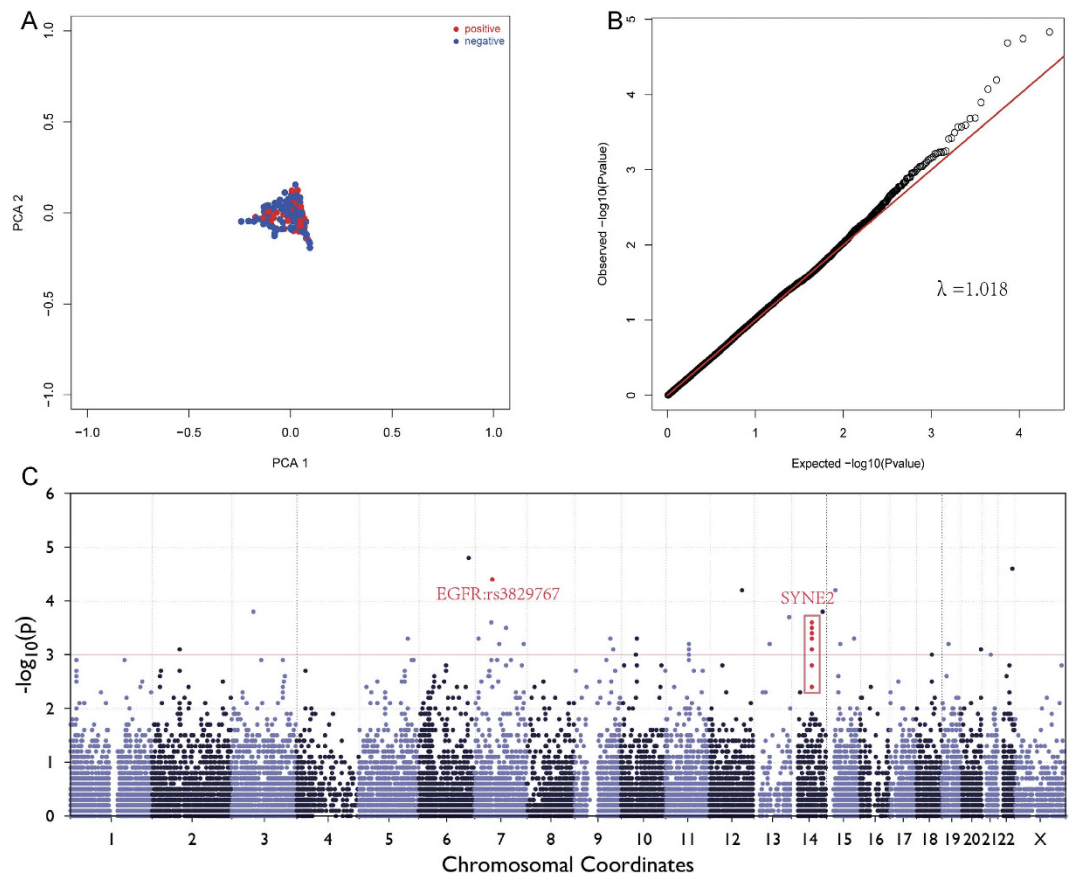 A
1.0
0.5
0.0
−0.5
−1.0
PCA 2
positive
negative
−1.0 −0.5 0.0 0.5 1.0
PCA 1
B
5
4
3
2
1
0
Observed −log10(Pvalue)
λ =1.018
0 1 2 3 4
Expected −log10(Pvalue)
C
6
5
4
3
2
1
0
-log10(p)
EGFR:rs3829767
SYNE2
1 2 3 4 5 6 7 8 9 10 11 12 13 14 15 16 17 18 19 20 21 22 X
Chromosomal Coordinates